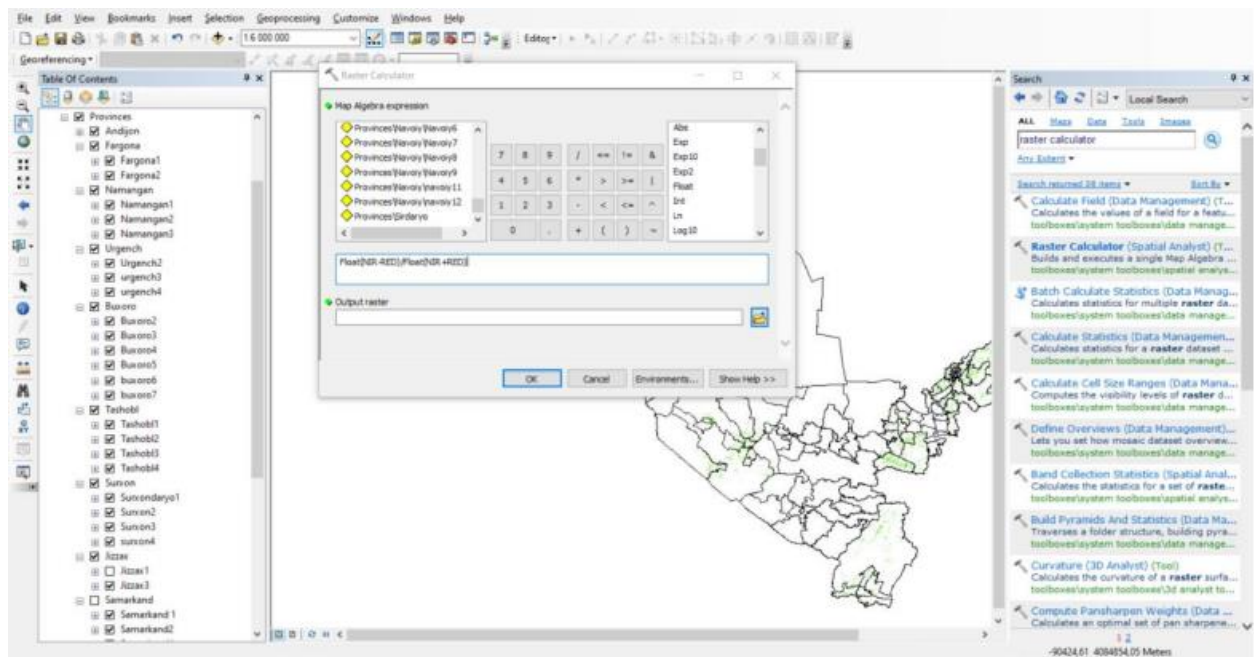 File Edit View Bookmarks Insert Selection Geoprocessing Customize Windows Help
1:6 000 000
Editor
Georeferencing
Table Of Contents
Provinces
Andijon
Fargona
Fargona1
Fargona2
Namangan
Namangan1
Namangan2
Namangan3
Urgench
Urgench2
urgench3
urgench4
Buxoro
Buxoro2
Buxoro3
Buxoro4
Buxoro5
buxoro6
buxoro7
Tashobl
Tashobl1
Tashobl2
Tashobl3
Tashobl4
Surxon
Surxondaryo1
Surxon2
Surxon3
surxon4
Jizzax
Jizzax1
Jizzax3
Samarkand
Samarkand 1
Samarkand2
Raster Calculator
Map Algebra expression
Provinces\Navoiy\Navoiy6
Provinces\Navoiy\Navoiy7
Provinces\Navoiy\Navoiy8
Provinces\Navoiy\Navoiy9
Provinces\Navoiy\navoiy11
Provinces\Navoiy\navoiy12
Provinces\Sirdaryo
7 8 9 / == != &
4 5 6 * > >= |
1 2 3 - < <= ^
0 . + ( ) ~
Abs
Exp
Exp10
Exp2
Float
Int
Ln
Log10
Float(NIR-RED)/Float(NIR+RED)
Output raster
OK Cancel Environments... Show Help >>
Search
Local Search
ALL Maps Data Tools Images
raster calculator
Any Extent
Search returned 38 items Sort By
Calculate Field (Data Management) (T...
Calculates the values of a field for a featu...
toolboxes\system toolboxes\data manage...
Raster Calculator (Spatial Analyst) (T...
Builds and executes a single Map Algebra ...
toolboxes\system toolboxes\spatial analys...
Batch Calculate Statistics (Data Manag...
Calculates statistics for multiple raster da...
toolboxes\system toolboxes\data manage...
Calculate Statistics (Data Managemen...
Calculates statistics for a raster dataset ...
toolboxes\system toolboxes\data manage...
Calculate Cell Size Ranges (Data Mana...
Computes the visibility levels of raster d...
toolboxes\system toolboxes\data manage...
Define Overviews (Data Management)...
Lets you set how mosaic dataset overview...
toolboxes\system toolboxes\data manage...
Band Collection Statistics (Spatial Anal...
Calculates the statistics for a set of raste...
toolboxes\system toolboxes\spatial analys...
Build Pyramids And Statistics (Data Ma...
Traverses a folder structure, building pyra...
toolboxes\system toolboxes\data manage...
Curvature (3D Analyst) (Tool)
Calculates the curvature of a raster surfa...
toolboxes\system toolboxes\3d analyst to...
Compute Pansharpen Weights (Data ...
Calculates an optimal set of pan sharpene...
1 2
-90424,61 4084854,05 Meters